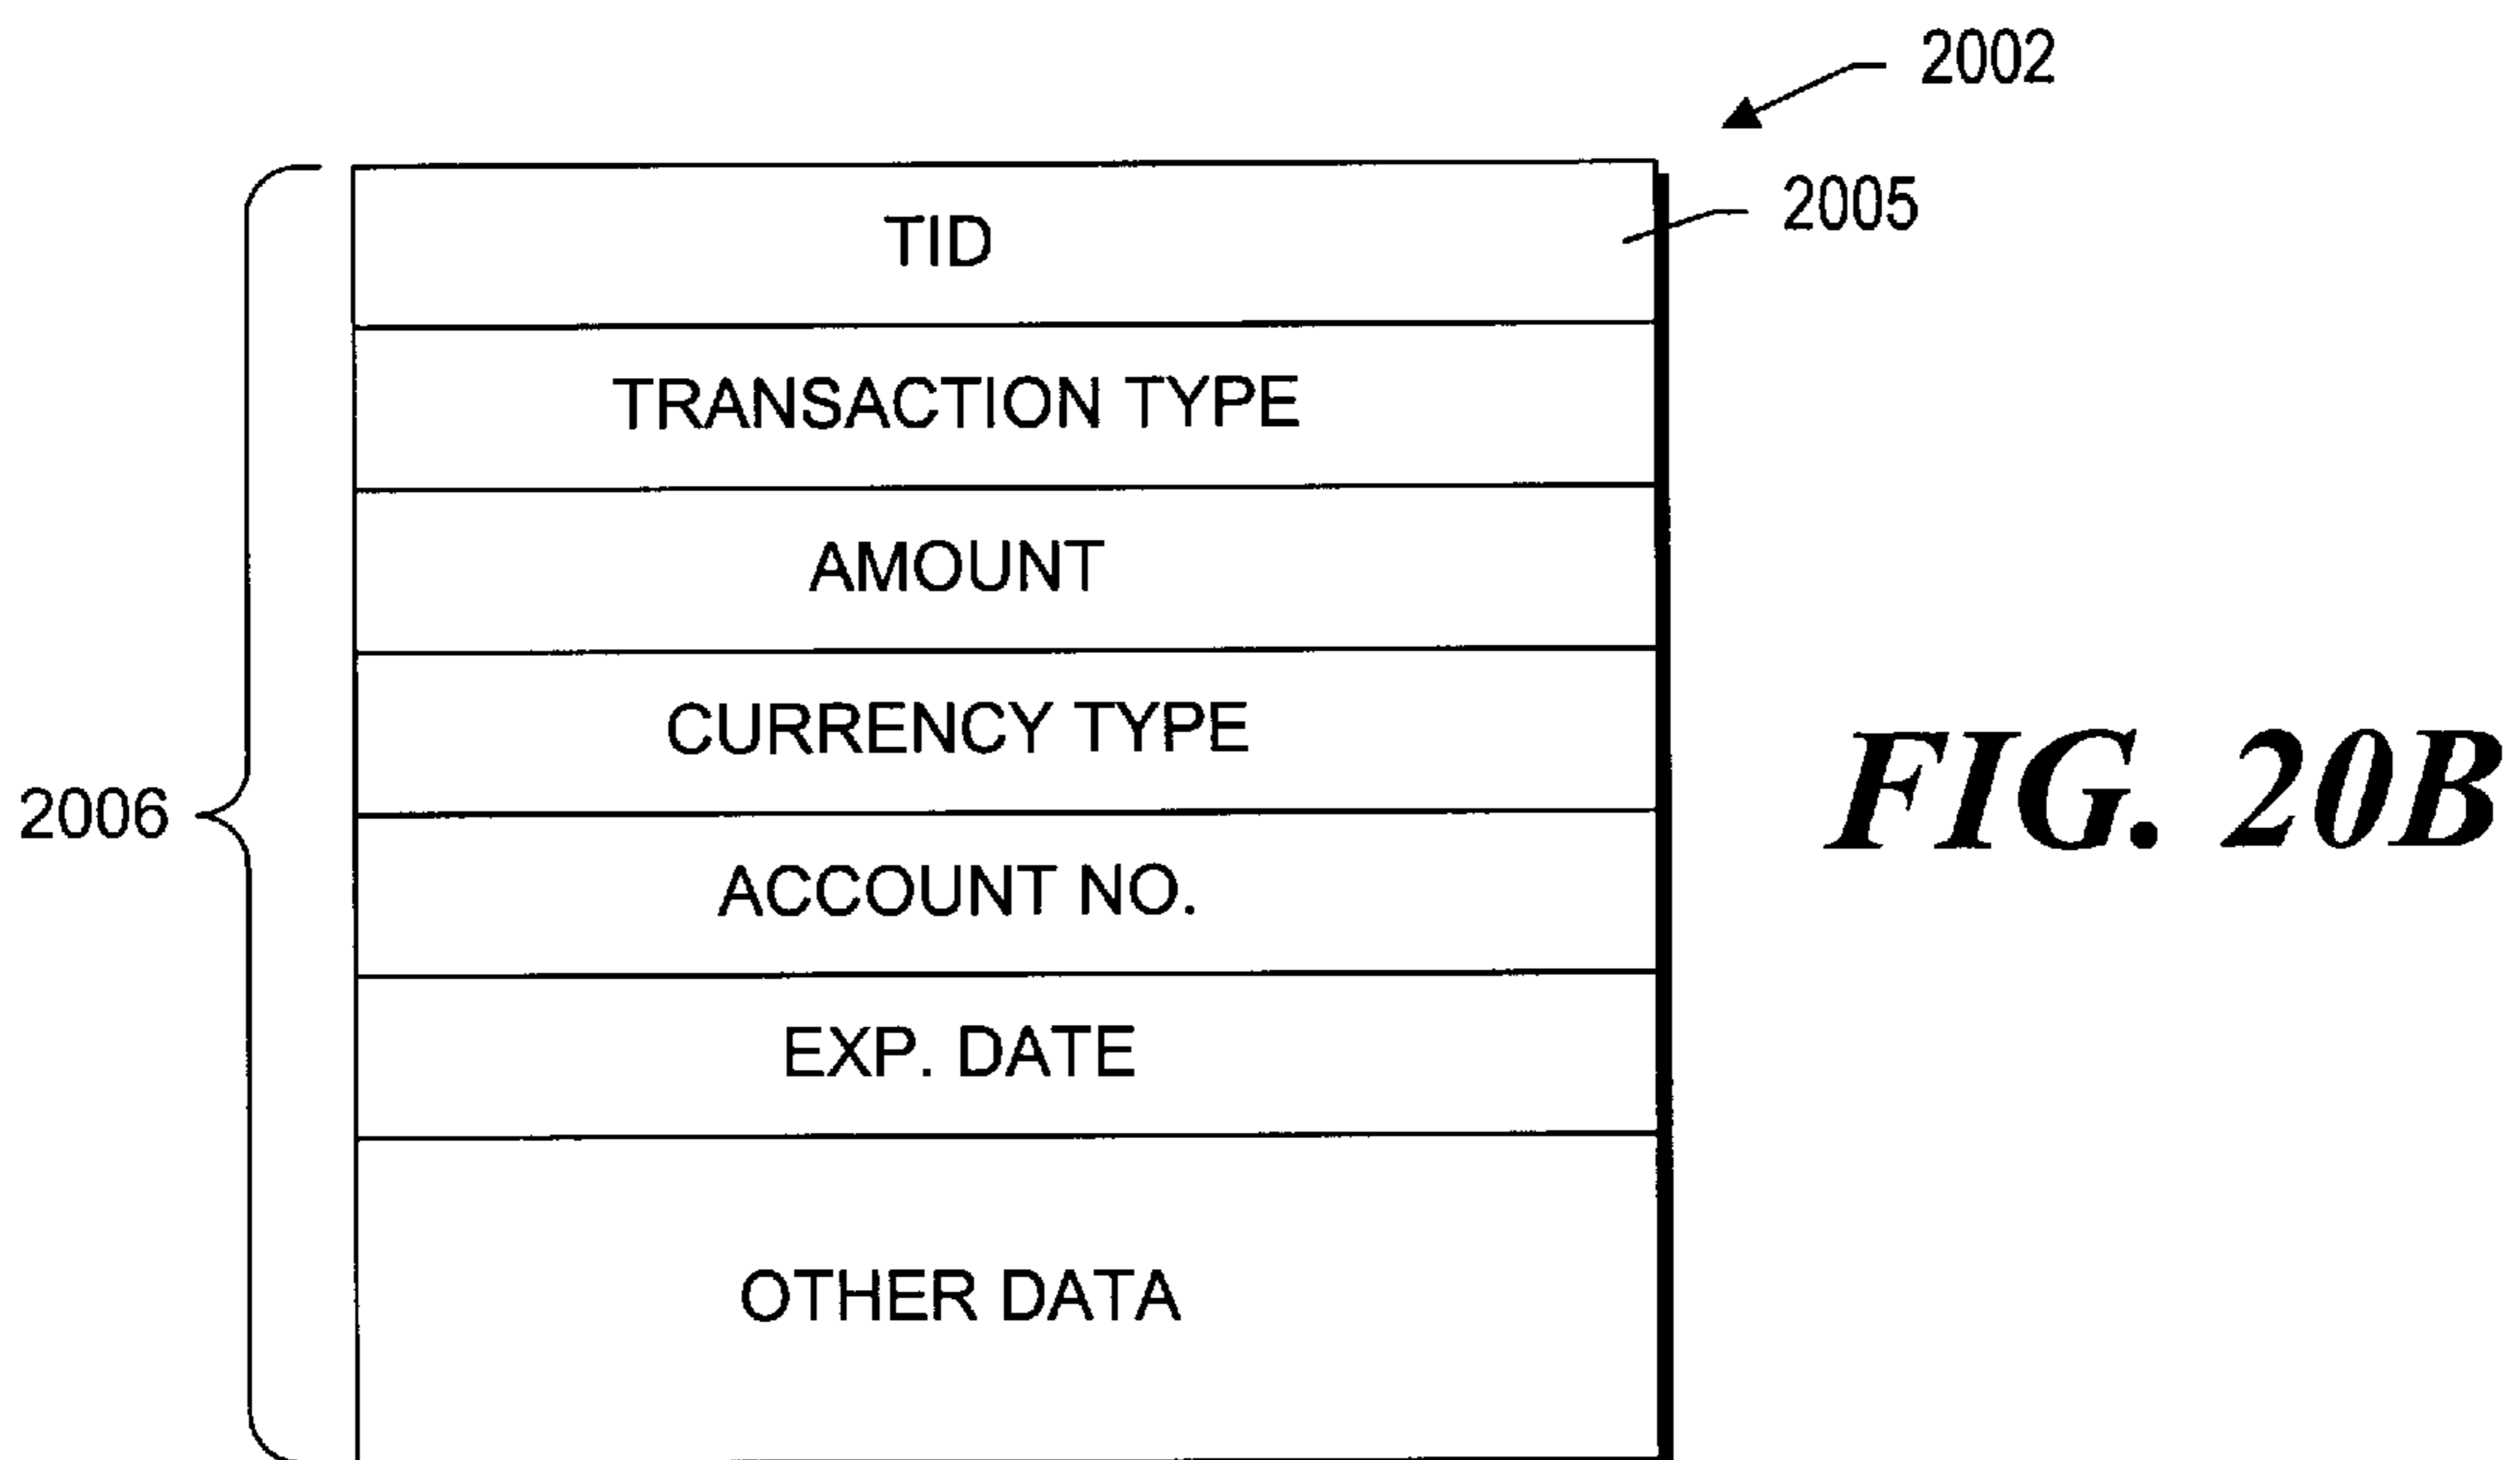 2002
2005
TID
TRANSACTION TYPE
AMOUNT
CURRENCY TYPE
FIG. 20B
2006
ACCOUNT NO.
EXP. DATE
OTHER DATA